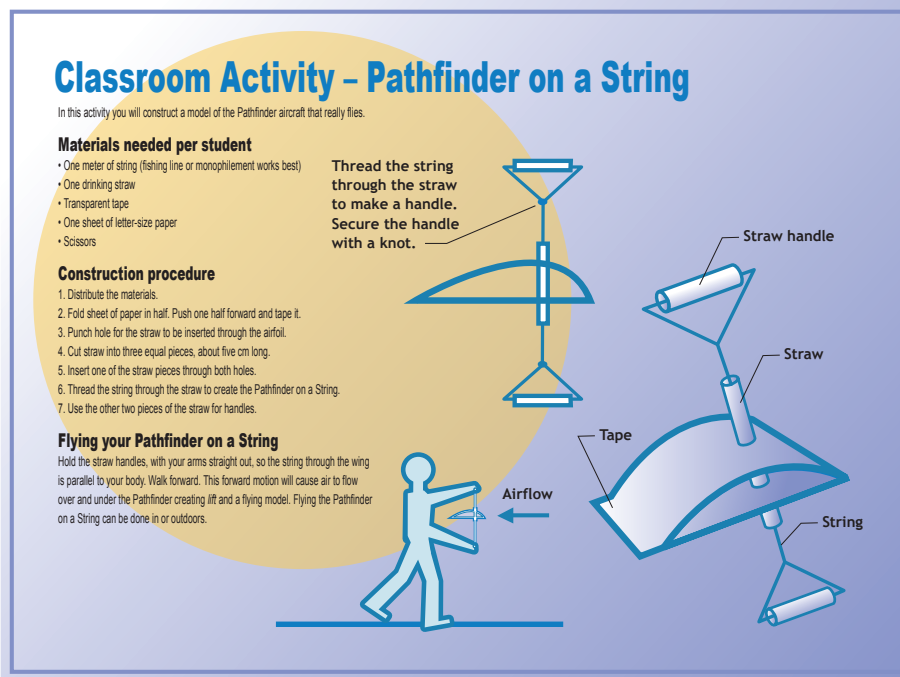 Classroom Activity – Pathfinder on a String
In this activity you will construct a model of the Pathfinder aircraft that really flies.
Materials needed per student
• One meter of string (fishing line or monophilement works best)
• One drinking straw
• Transparent tape
• One sheet of letter-size paper
• Scissors
Construction procedure
1. Distribute the materials.
2. Fold sheet of paper in half. Push one half forward and tape it.
3. Punch hole for the straw to be inserted through the airfoil.
4. Cut straw into three equal pieces, about five cm long.
5. Insert one of the straw pieces through both holes.
6. Thread the string through the straw to create the Pathfinder on a String.
7. Use the other two pieces of the straw for handles.
Flying your Pathfinder on a String
Hold the straw handles, with your arms straight out, so the string through the wing
is parallel to your body. Walk forward. This forward motion will cause air to flow
over and under the Pathfinder creating lift and a flying model. Flying the Pathfinder
on a String can be done in or outdoors.
Thread the string
through the straw
to make a handle.
Secure the handle
with a knot.
Straw handle
Straw
Tape
Airflow
String